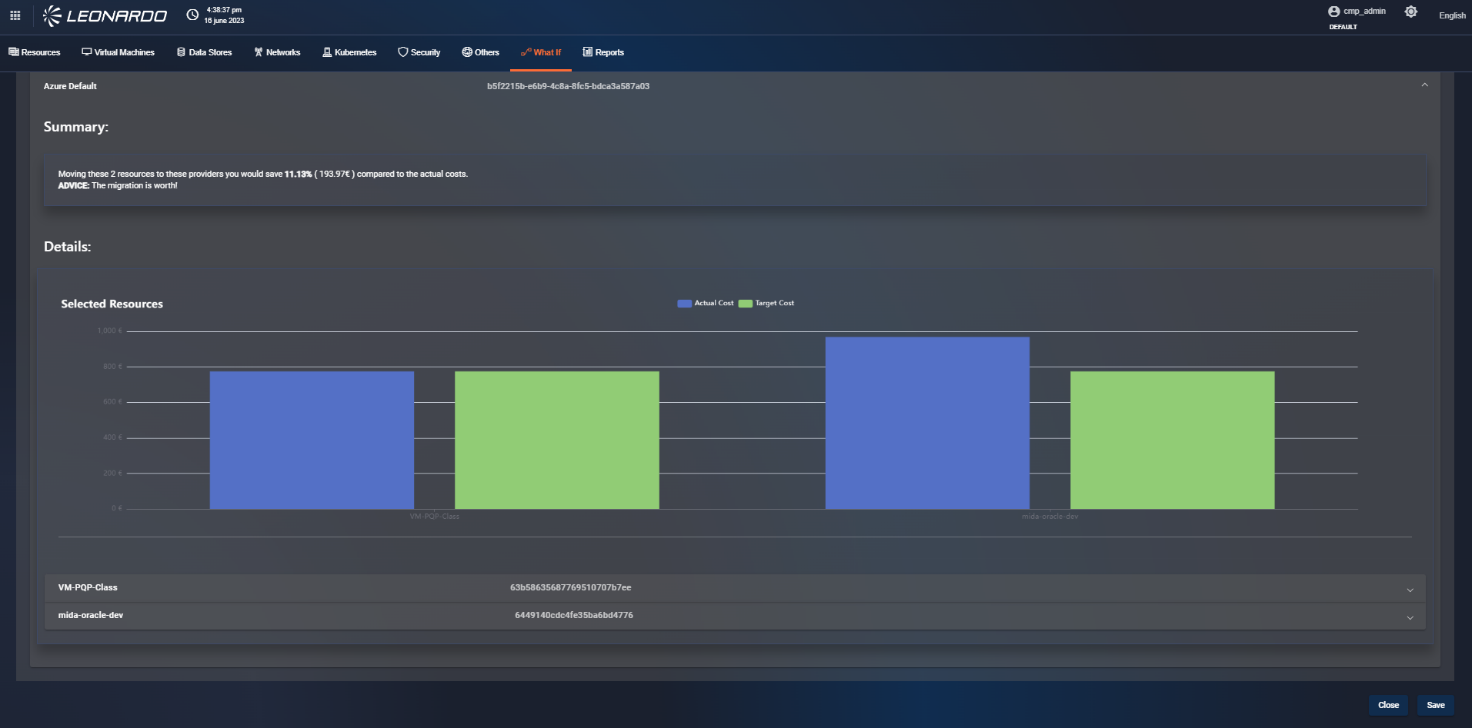 LEONARDO
4:38:37 pm
16 june 2023
cmp_admin
DEFAULT
English
Resources
Virtual Machines
Data Stores
Networks
Kubernetes
Security
Others
What If
Reports
Azure Default
b5f2215b-e6b9-4c8a-8fc5-bdca3a587a03
Summary:
Moving these 2 resources to these providers you would save 11.13% ( 193.97€ ) compared to the actual costs.
ADVICE: The migration is worth!
Details:
Selected Resources
Actual Cost
Target Cost
1,000 €
800 €
600 €
400 €
200 €
0 €
VM-PQP-Class
mida-oracle-dev
VM-PQP-Class
63b58635687769510707b7ee
mida-oracle-dev
6449140cdc4fe35ba6bd4776
Close
Save